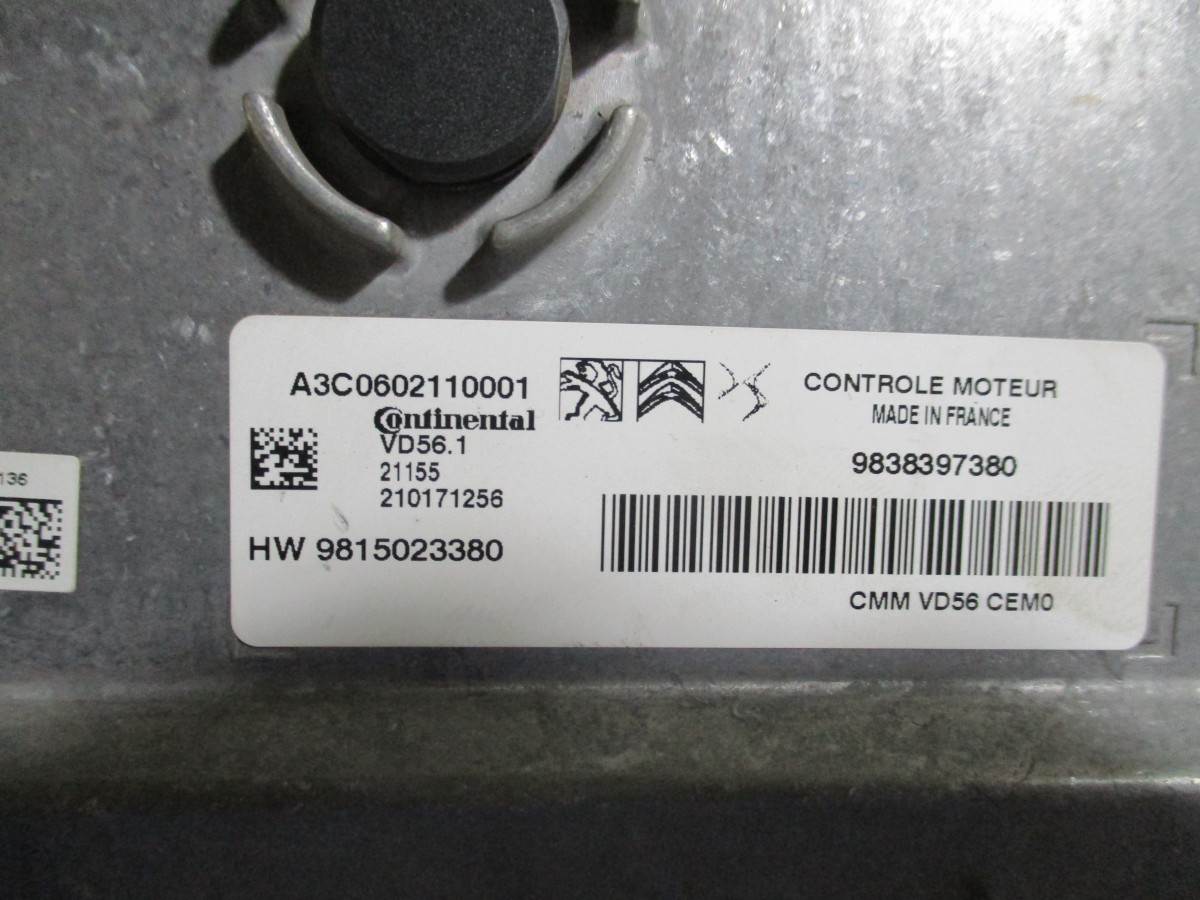 A3C0602110001
Continental
VD56.1
21155
210171256
HW 9815023380
CONTROLE MOTEUR
MADE IN FRANCE
9838397380
CMM VD56 CEM0
136